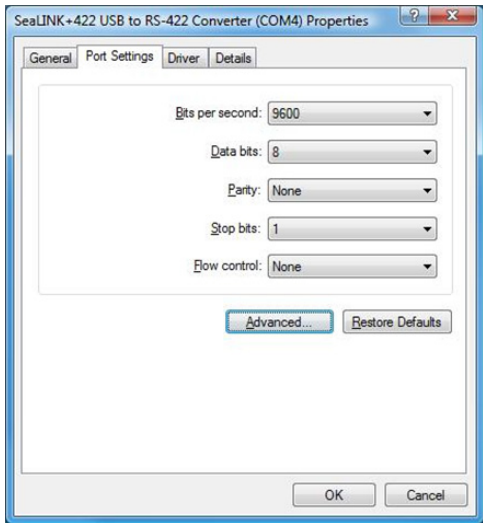 SeaLINK+422 USB to RS-422 Converter (COM4) Properties
General Port Settings Driver Details
Bits per second: 9600
Data bits: 8
Parity: None
Stop bits: 1
Flow control: None
Advanced... Restore Defaults
OK Cancel